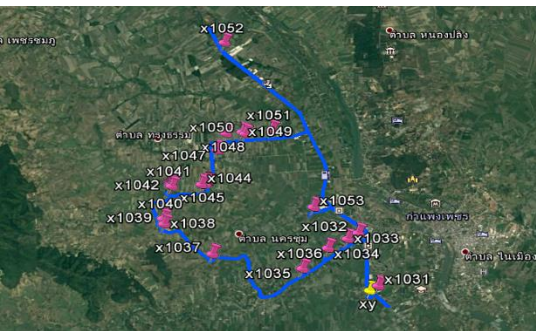 x1052
ตำบล หนองปลิง
ล เพชรชมภู
x1051
x1050
x1049
ตำบล ทรงธรรม
x1048
x1047
x1041
x1044
x1042
x1045
x1040
x1053
x1039
x1038
กำแพงเพชร
x1032
x1033
ตำบล นครชุม
x1037
x1036
x1034
ตำบล ในเมือง
x1035
x1031
xy